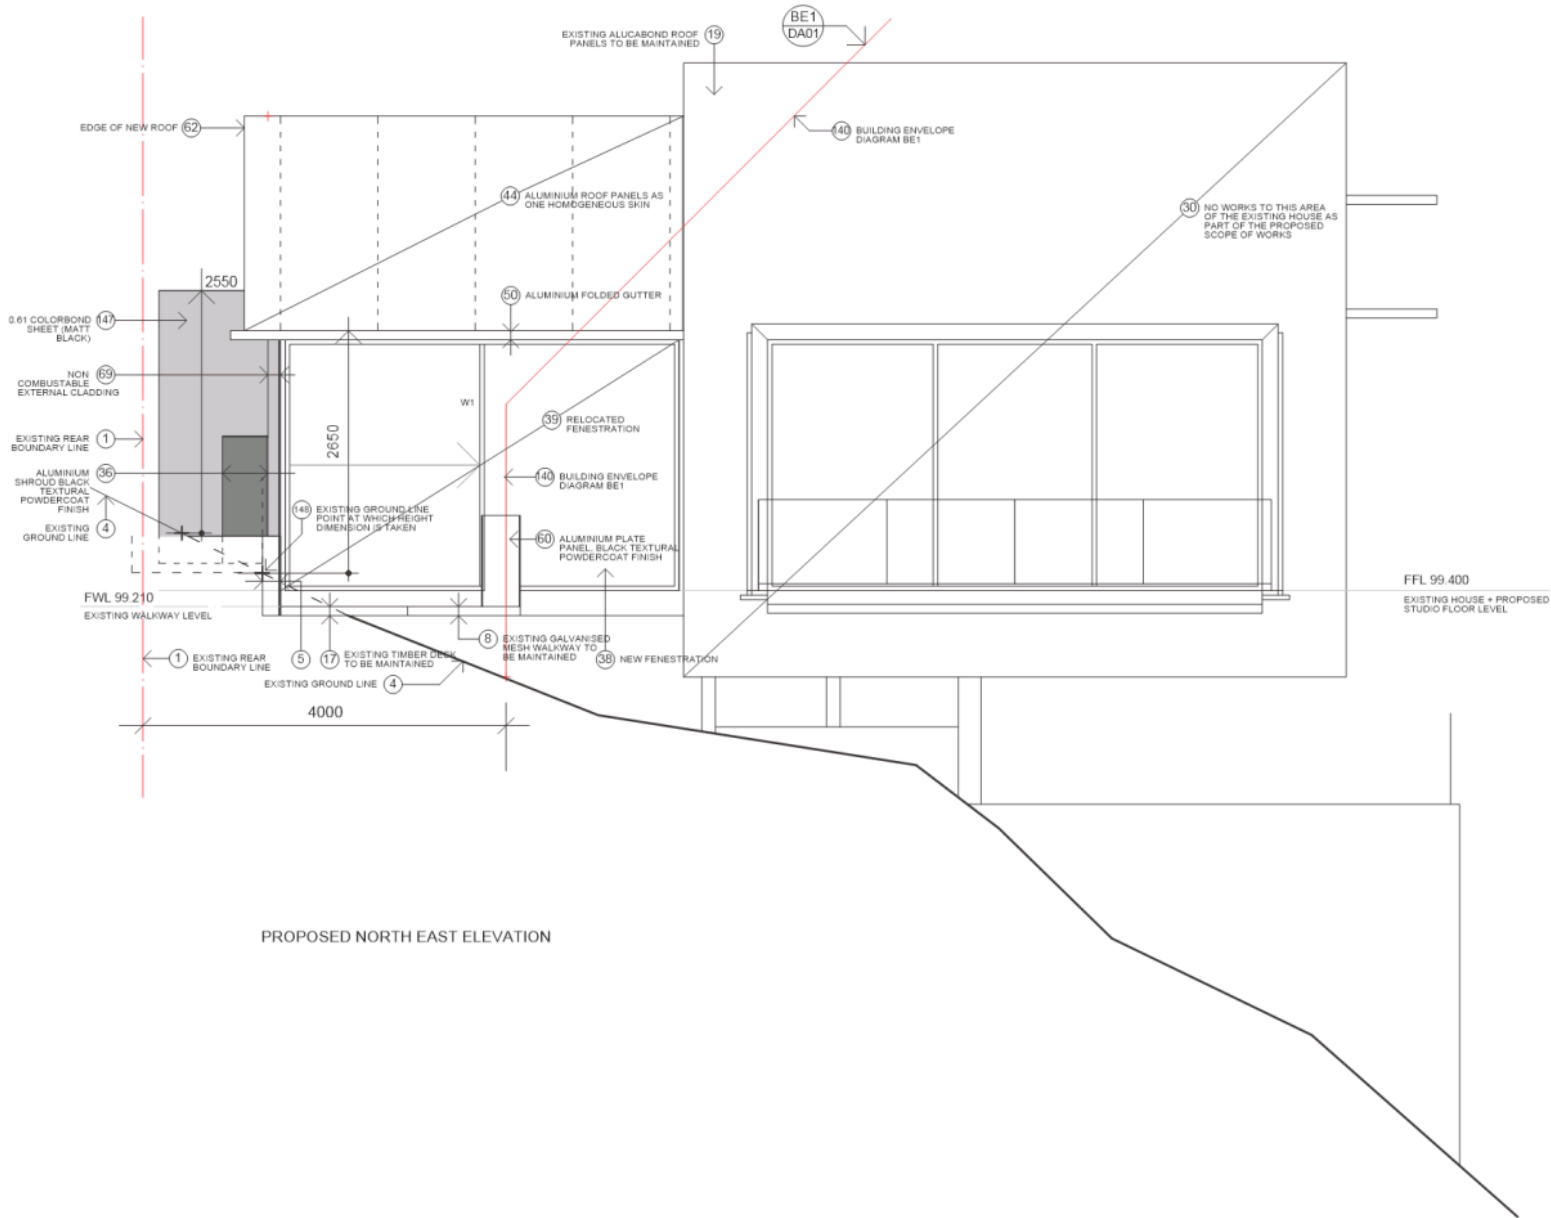 BE1
DA01
EXISTING ALUCABOND ROOF
PANELS TO BE MAINTAINED
19
EDGE OF NEW ROOF 62
140 BUILDING ENVELOPE
DIAGRAM BE1
44 ALUMINIUM ROOF PANELS AS
ONE HOMOGENEOUS SKIN
30 NO WORKS TO THIS AREA
OF THE EXISTING HOUSE AS
PART OF THE PROPOSED
SCOPE OF WORKS
2550
50 ALUMINIUM FOLDED GUTTER
0.61 COLORBOND
SHEET (MATT
BLACK)
147
NON
COMBUSTABLE
EXTERNAL CLADDING
69
W1
2650
39 RELOCATED
FENESTRATION
EXISTING REAR
BOUNDARY LINE
1
ALUMINIUM
SHROUD BLACK
TEXTURAL
POWDERCOAT
FINISH
36
140 BUILDING ENVELOPE
DIAGRAM BE1
148 EXISTING GROUND LINE
POINT AT WHICH HEIGHT
DIMENSION IS TAKEN
EXISTING
GROUND LINE
4
60 ALUMINIUM PLATE
PANEL, BLACK TEXTURAL
POWDERCOAT FINISH
FWL 99.210
EXISTING WALKWAY LEVEL
FFL 99.400
EXISTING HOUSE + PROPOSED
STUDIO FLOOR LEVEL
1 EXISTING REAR
BOUNDARY LINE
5
17 EXISTING TIMBER DECK
TO BE MAINTAINED
8 EXISTING GALVANISED
MESH WALKWAY TO
BE MAINTAINED
38 NEW FENESTRATION
EXISTING GROUND LINE 4
4000
PROPOSED NORTH EAST ELEVATION